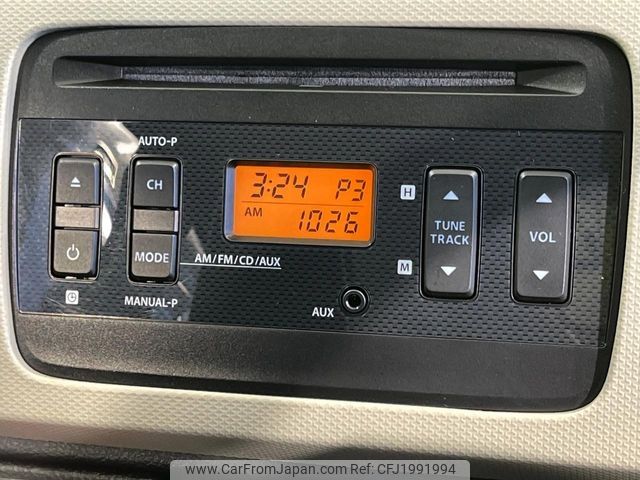 AUTO-P
CH
MODE
AM/FM/CD/AUX
MANUAL-P
3:24 P3
AM 1026
AUX
H
M
TUNE
TRACK
VOL
www.CarFromJapan.com - CFJ1991994